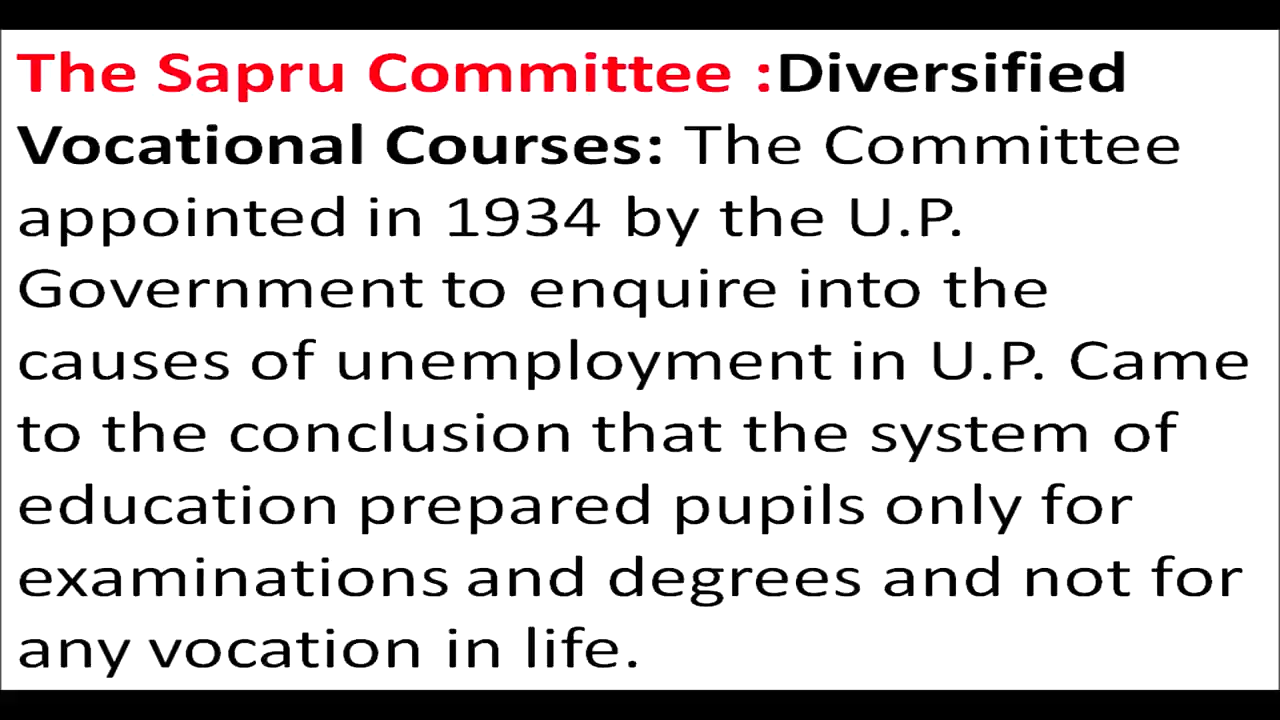 The Sapru Committee :Diversified
Vocational Courses: The Committee
appointed in 1934 by the U.P.
Government to enquire into the
causes of unemployment in U.P. Came
to the conclusion that the system of
education prepared pupils only for
examinations and degrees and not for
any vocation in life.